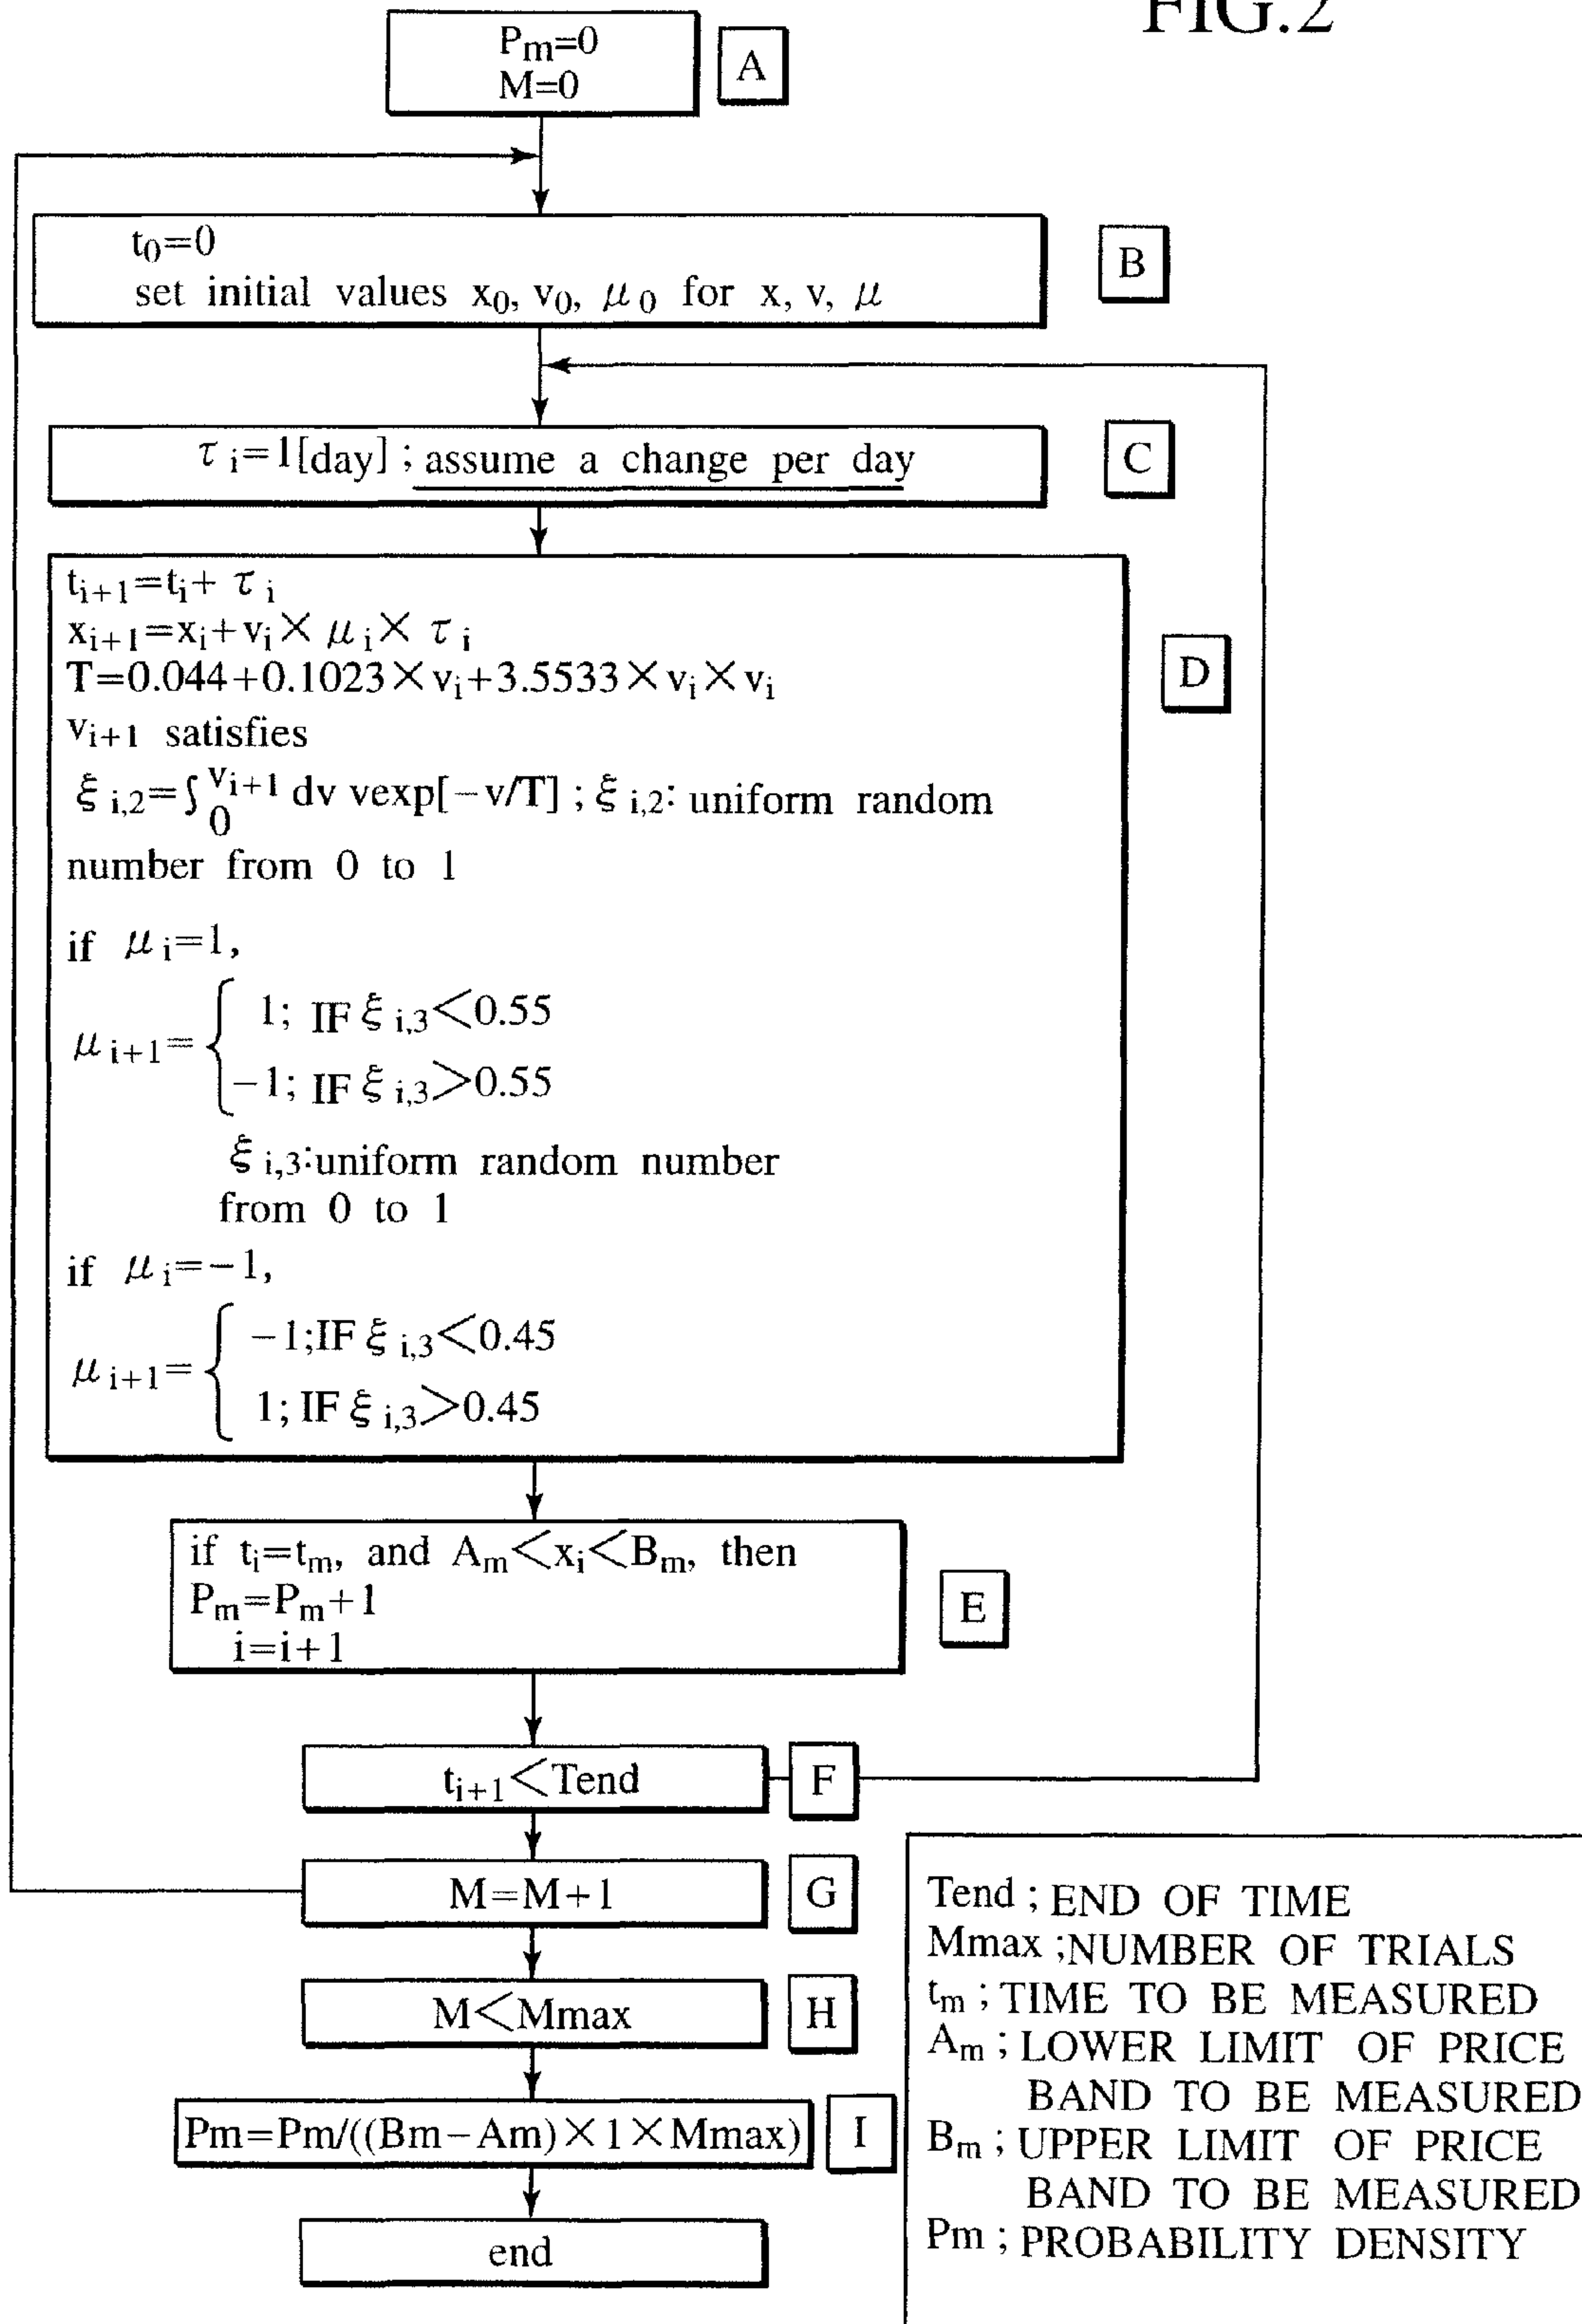 FIG.2
Pm=0
M=0
A
t0=0
set initial values x0, v0, μ0 for x, v, μ
B
τi=1[day] ; assume a change per day
C
ti+1=ti+ τi
xi+1=xi+vi×μi×τi
T=0.044+0.1023×vi+3.5533×vi×vi
vi+1 satisfies
ξi,2=∫0^vi+1 dv vexp[−v/T] ; ξi,2: uniform random
number from 0 to 1
if μi=1,
μi+1= { 1; IF ξi,3<0.55
−1; IF ξi,3>0.55
ξi,3:uniform random number
from 0 to 1
if μi=−1,
μi+1= { −1;IF ξi,3<0.45
1; IF ξi,3>0.45
D
if ti=tm, and Am<xi<Bm, then
Pm=Pm+1
i=i+1
E
ti+1<Tend
F
M=M+1
G
M<Mmax
H
Pm=Pm/((Bm−Am)×1×Mmax)
I
end
Tend ; END OF TIME
Mmax ;NUMBER OF TRIALS
tm ; TIME TO BE MEASURED
Am ; LOWER LIMIT OF PRICE
BAND TO BE MEASURED
Bm ; UPPER LIMIT OF PRICE
BAND TO BE MEASURED
Pm ; PROBABILITY DENSITY